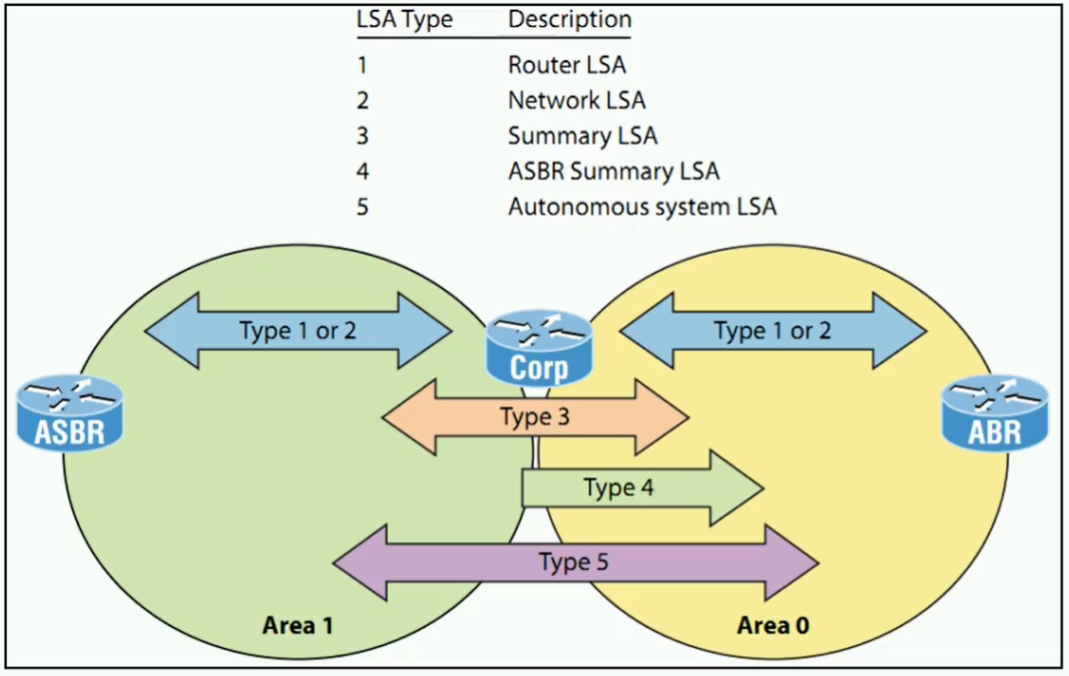 LSA Type Description
1 Router LSA
2 Network LSA
3 Summary LSA
4 ASBR Summary LSA
5 Autonomous system LSA
Type 1 or 2 Type 1 or 2
Corp
ASBR Type 3 ABR
Type 4
Type 5
Area 1 Area 0